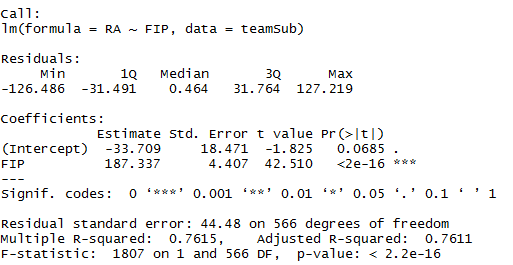 Call:
lm(formula = RA ~ FIP, data = teamSub)
Residuals:
Min 1Q Median 3Q Max
-126.486 -31.491 0.464 31.764 127.219
Coefficients:
Estimate Std. Error t value Pr(>|t|)
(Intercept) -33.709 18.471 -1.825 0.0685 .
FIP 187.337 4.407 42.510 <2e-16 ***
---
Signif. codes: 0 ‘***’ 0.001 ‘**’ 0.01 ‘*’ 0.05 ‘.’ 0.1 ‘ ’ 1
Residual standard error: 44.48 on 566 degrees of freedom
Multiple R-squared: 0.7615, Adjusted R-squared: 0.7611
F-statistic: 1807 on 1 and 566 DF, p-value: < 2.2e-16